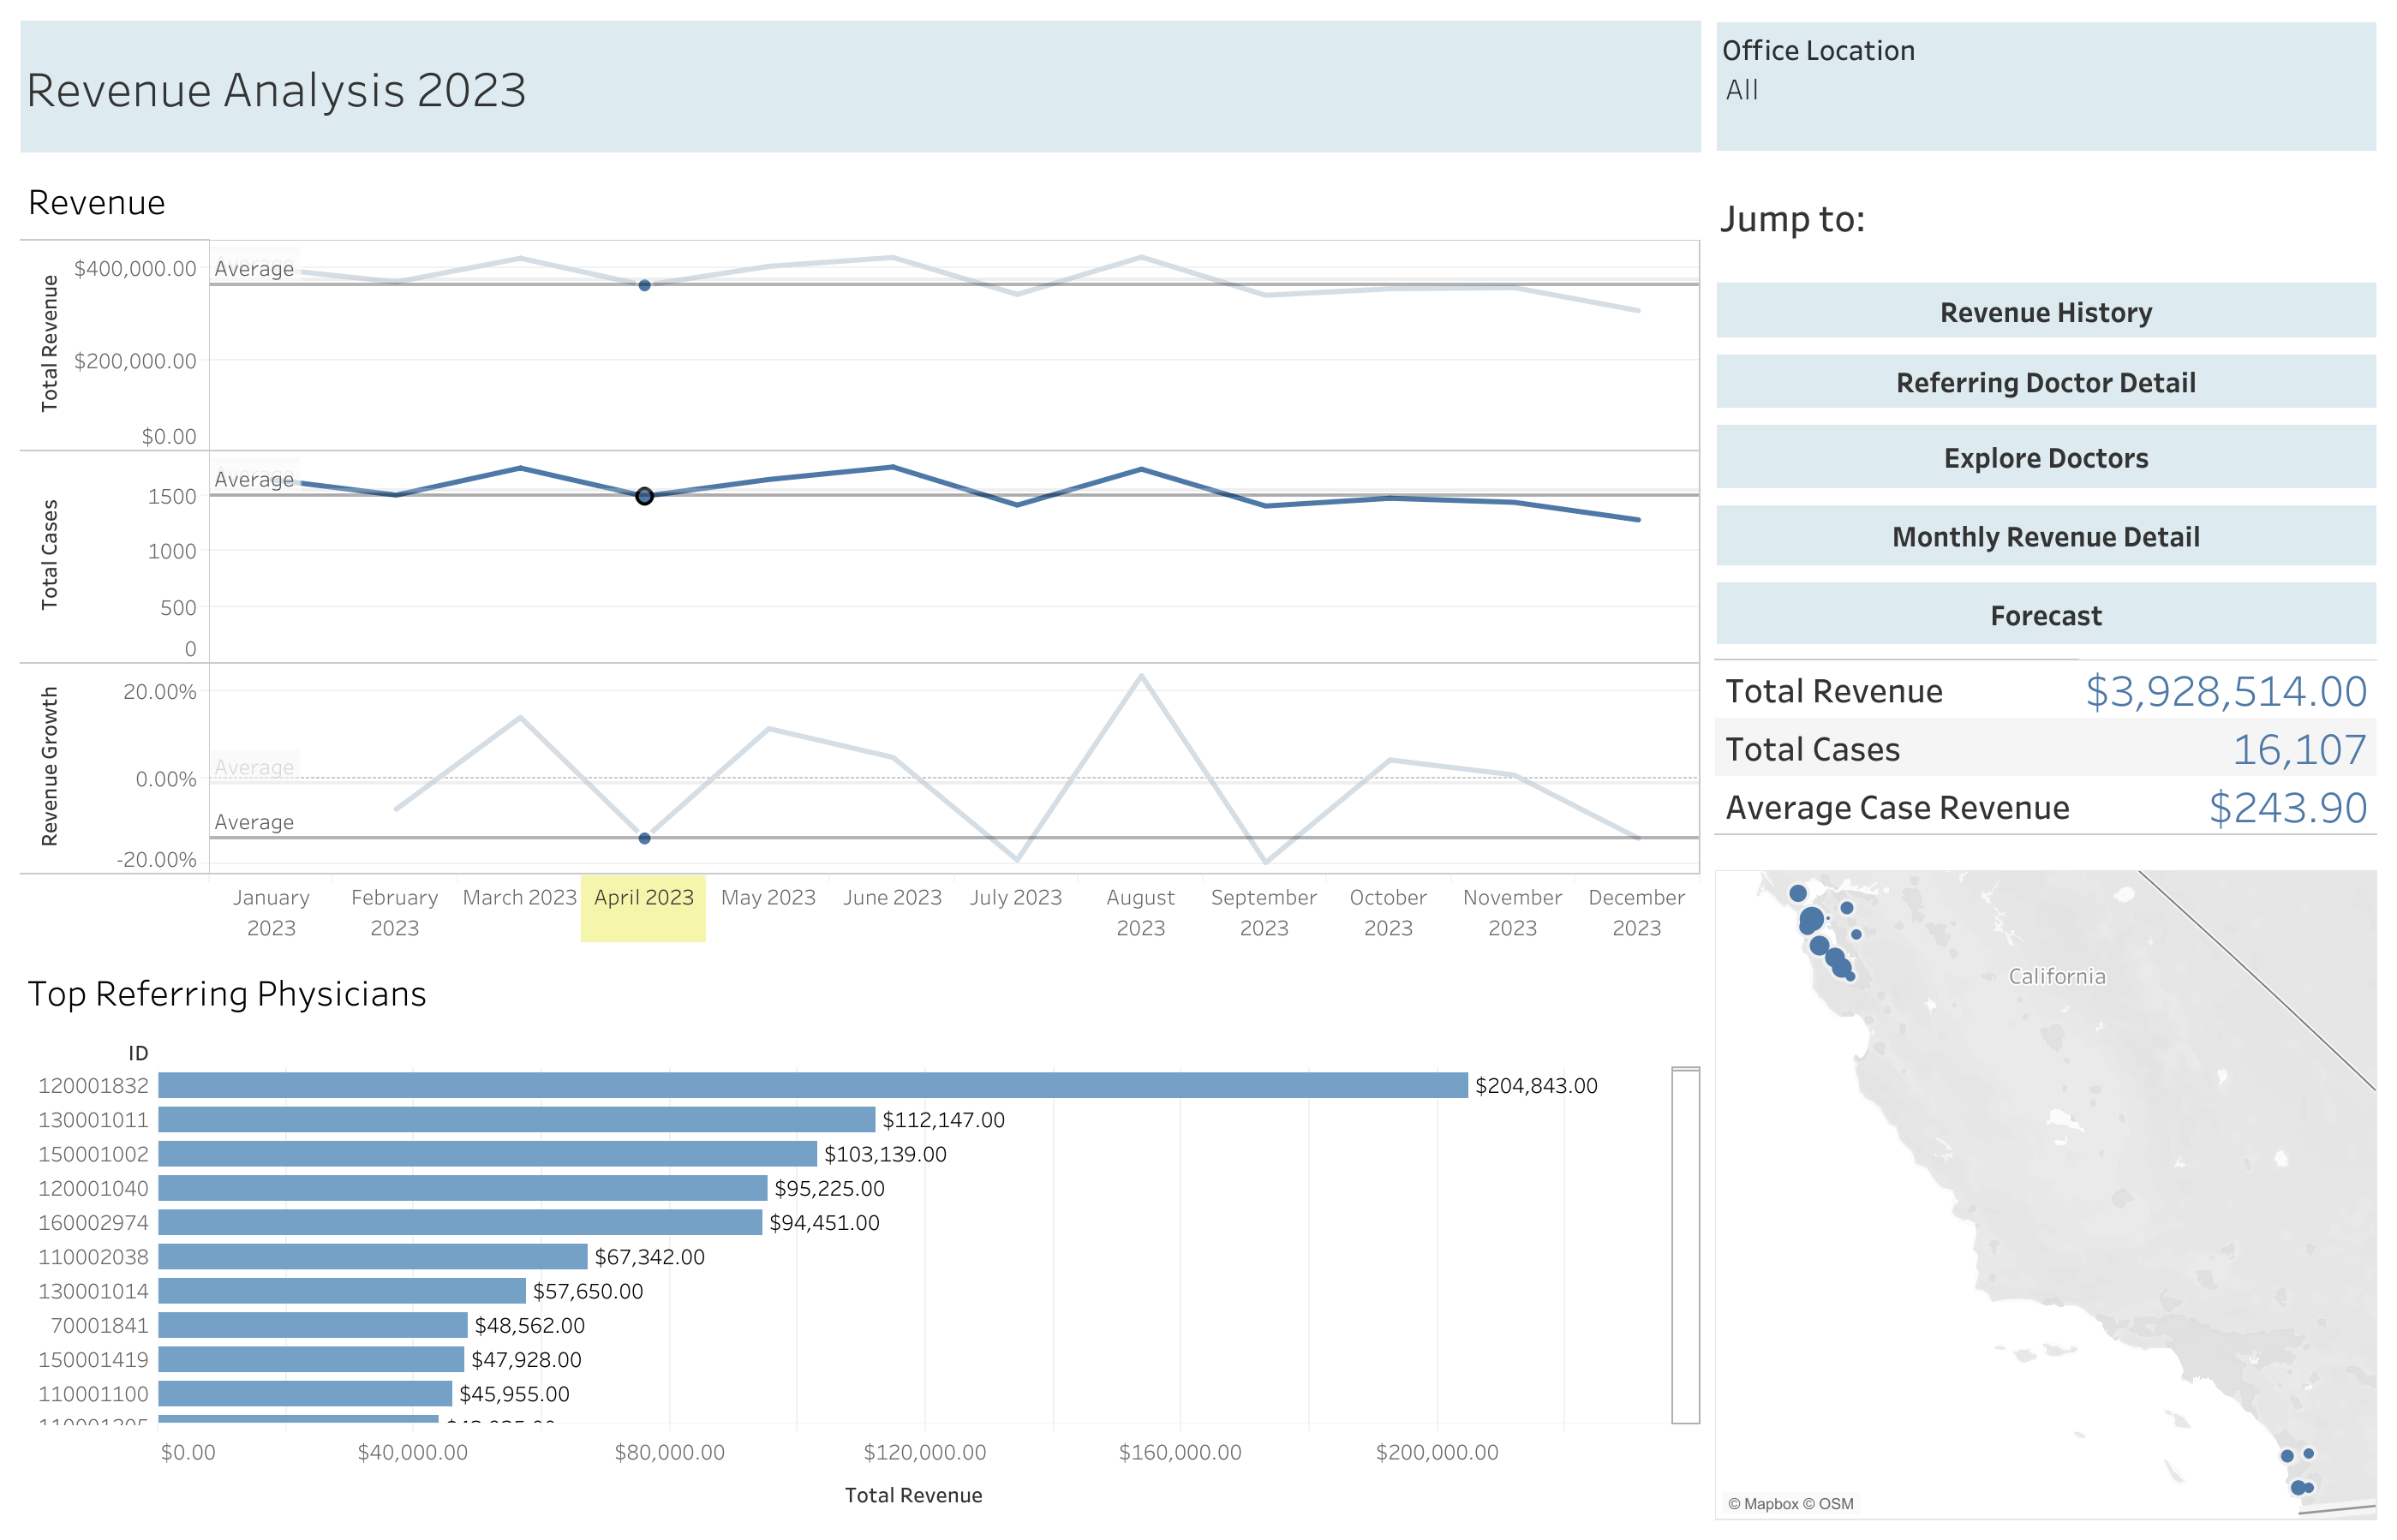 Revenue Analysis 2023
Office Location
All
Revenue
Jump to:
Total Revenue
$400,000.00
$200,000.00
$0.00
Average
Total Cases
1500
1000
500
0
Average
Revenue Growth
20.00%
0.00%
-20.00%
Average
Average
January 2023
February 2023
March 2023
April 2023
May 2023
June 2023
July 2023
August 2023
September 2023
October 2023
November 2023
December 2023
Revenue History
Referring Doctor Detail
Explore Doctors
Monthly Revenue Detail
Forecast
Total Revenue $3,928,514.00
Total Cases 16,107
Average Case Revenue $243.90
Top Referring Physicians
ID
120001832 $204,843.00
130001011 $112,147.00
150001002 $103,139.00
120001040 $95,225.00
160002974 $94,451.00
110002038 $67,342.00
130001014 $57,650.00
70001841 $48,562.00
150001419 $47,928.00
110001100 $45,955.00
$0.00 $40,000.00 $80,000.00 $120,000.00 $160,000.00 $200,000.00
Total Revenue
California
© Mapbox © OSM